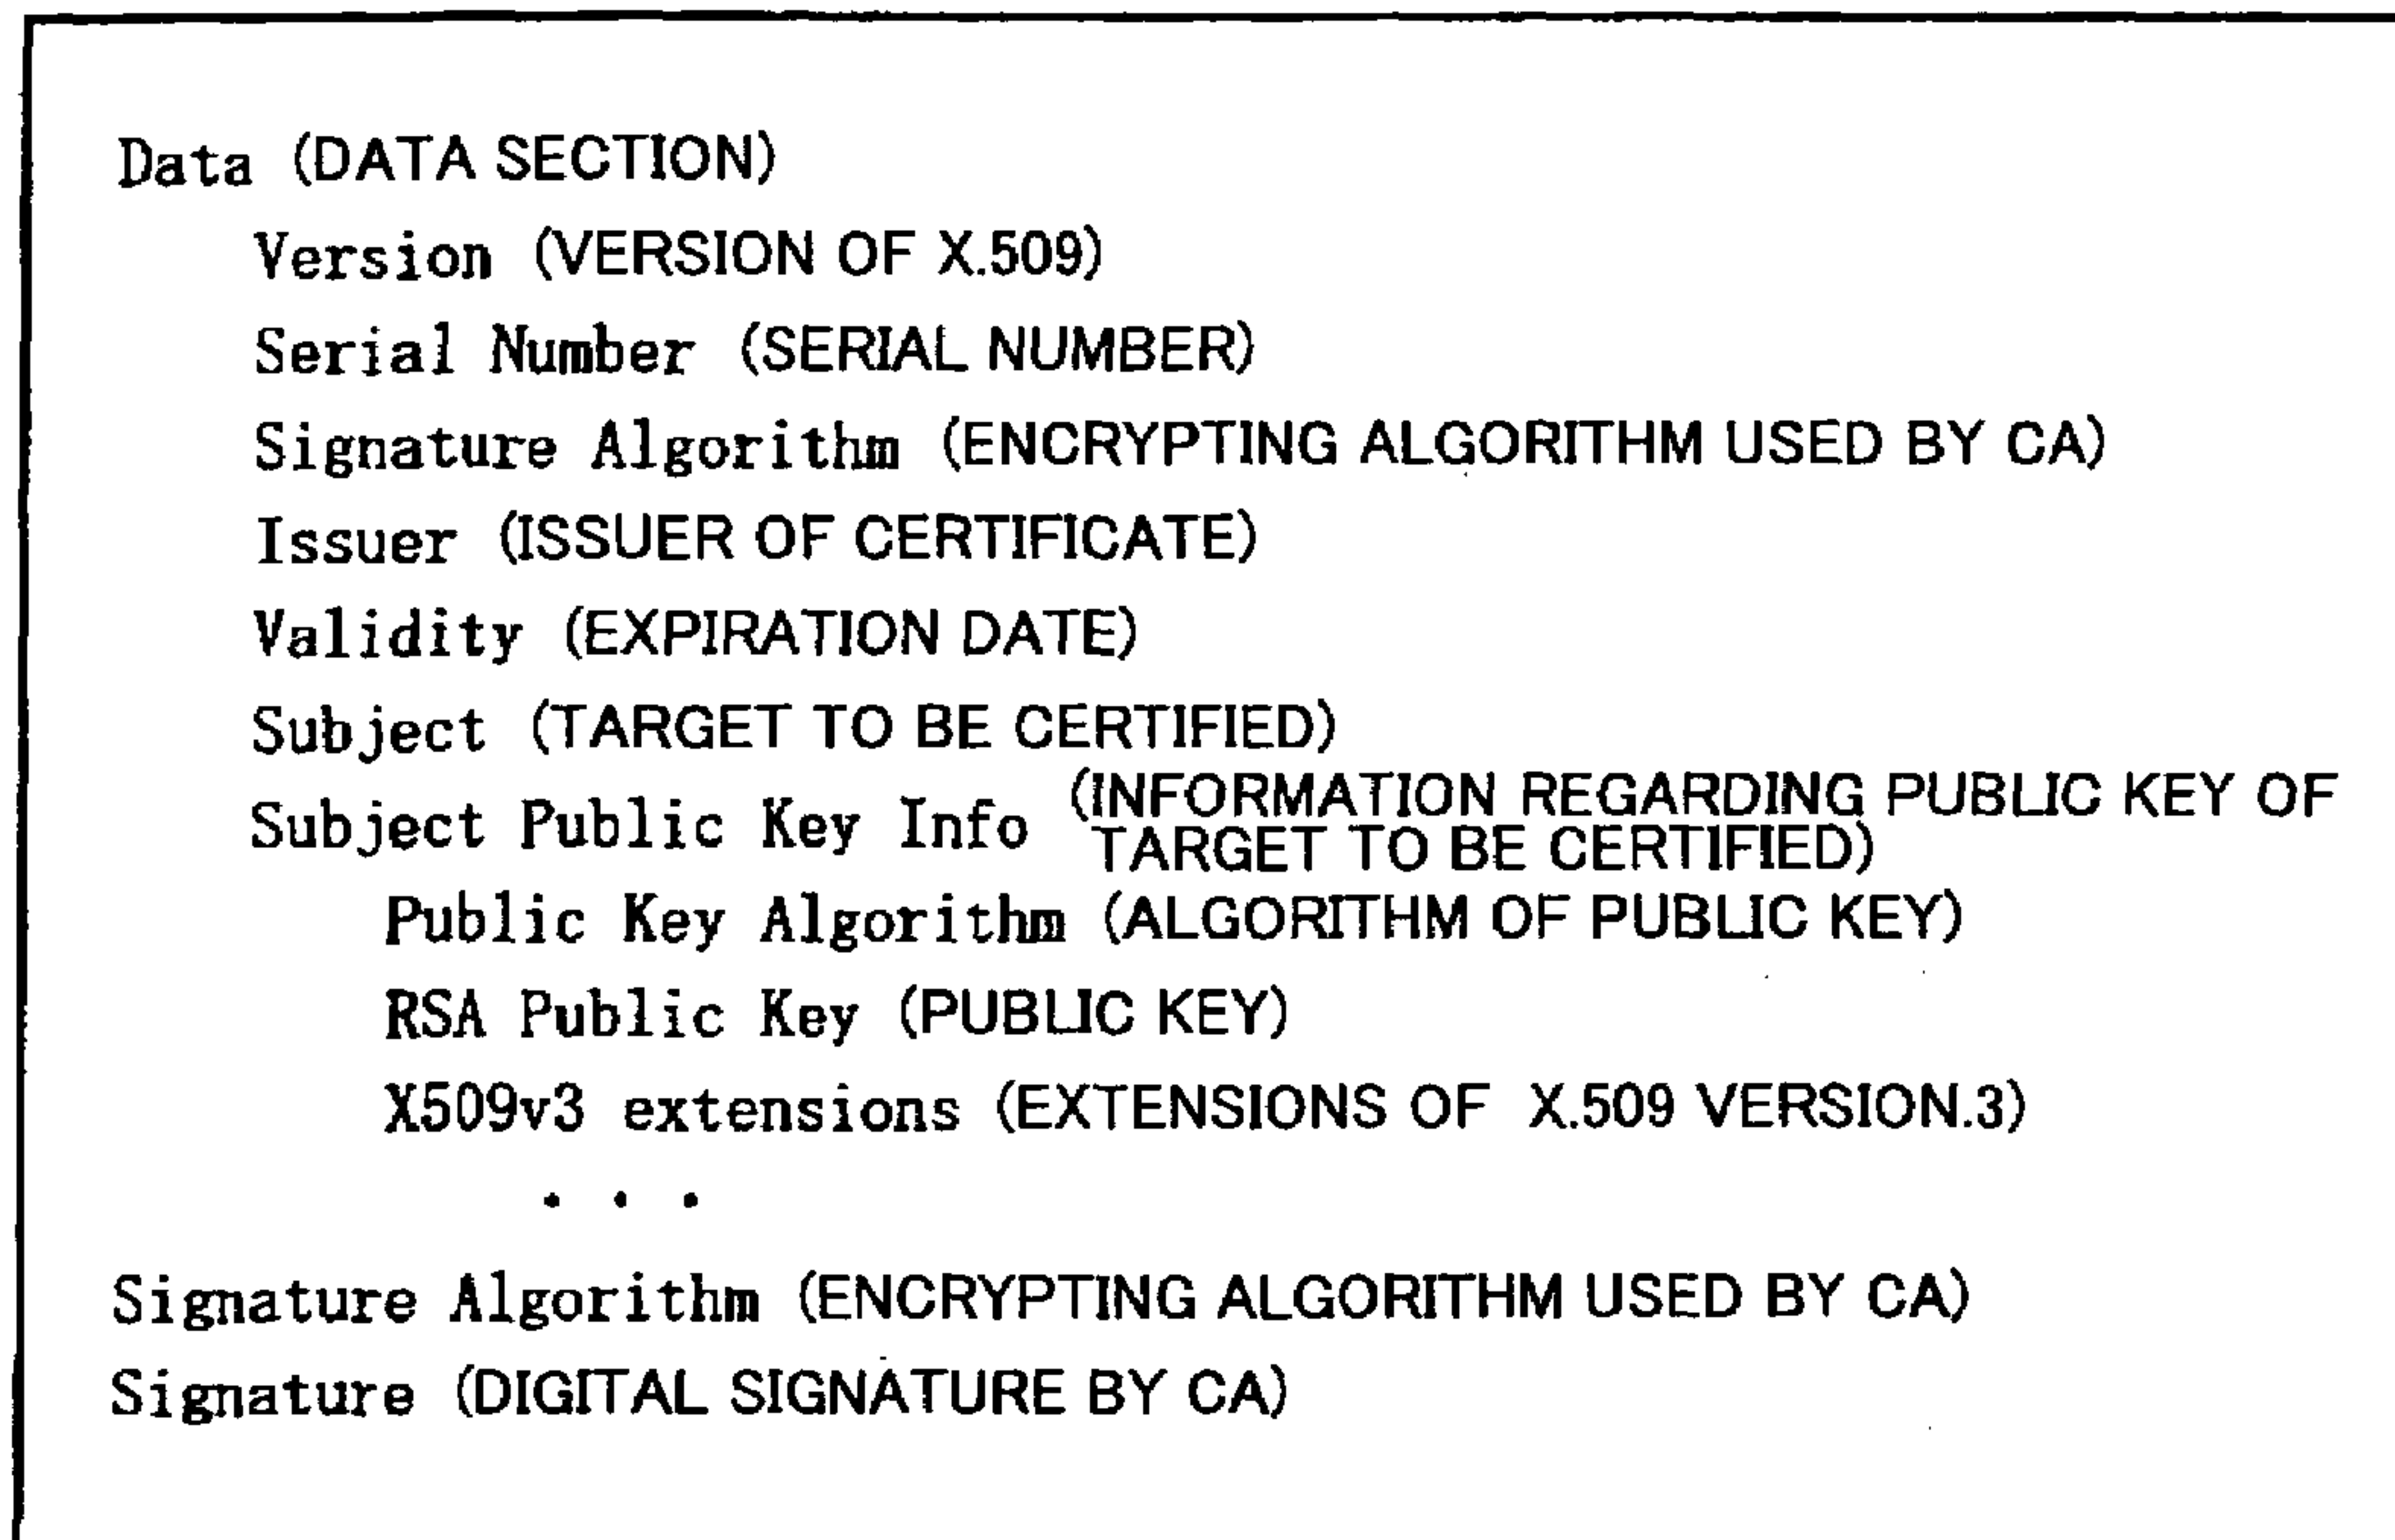 Data (DATA SECTION)
Version (VERSION OF X.509)
Serial Number (SERIAL NUMBER)
Signature Algorithm (ENCRYPTING ALGORITHM USED BY CA)
Issuer (ISSUER OF CERTIFICATE)
Validity (EXPIRATION DATE)
Subject (TARGET TO BE CERTIFIED)
Subject Public Key Info (INFORMATION REGARDING PUBLIC KEY OF
TARGET TO BE CERTIFIED)
Public Key Algorithm (ALGORITHM OF PUBLIC KEY)
RSA Public Key (PUBLIC KEY)
X509v3 extensions (EXTENSIONS OF X.509 VERSION.3)
· · ·
Signature Algorithm (ENCRYPTING ALGORITHM USED BY CA)
Signature (DIGITAL SIGNATURE BY CA)